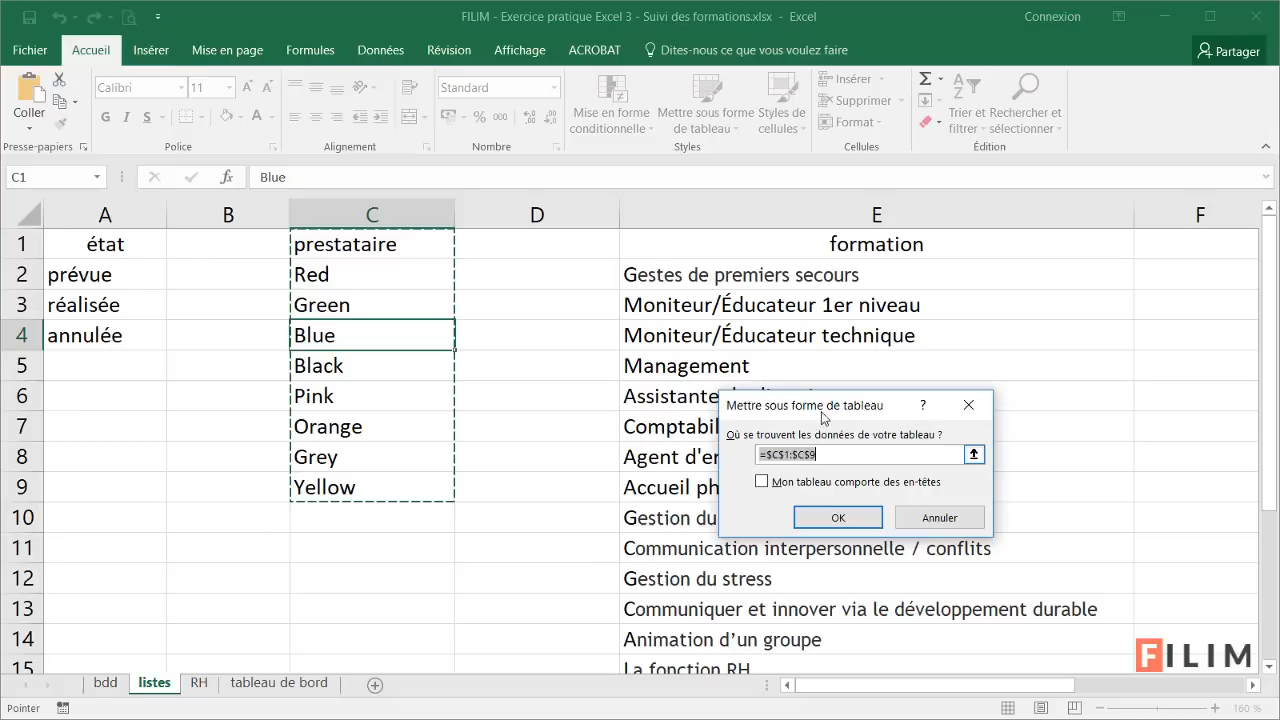 FILIM - Exercice pratique Excel 3 - Suivi des formations.xlsx - Excel
Connexion
Fichier Accueil Insérer Mise en page Formules Données Révision Affichage ACROBAT Dites-nous ce que vous voulez faire Partager
Coller
Calibri 11
G I S
Standard
% 000
Mise en forme conditionnelle
Mettre sous forme de tableau
Styles de cellules
Insérer
Supprimer
Format
Trier et filtrer
Rechercher et sélectionner
Presse-papiers Police Alignement Nombre Styles Cellules Édition
C1 fx Blue
A B C D E F
1 état prestataire formation
2 prévue Red Gestes de premiers secours
3 réalisée Green Moniteur/Éducateur 1er niveau
4 annulée Blue Moniteur/Éducateur technique
5 Black Management
6 Pink Assistante
7 Orange Comptabil
8 Grey Agent d'e
9 Yellow Accueil ph
10 Gestion du
11 Communication interpersonnelle / conflits
12 Gestion du stress
13 Communiquer et innover via le développement durable
14 Animation d’un groupe
15 La fonction RH
Mettre sous forme de tableau ?
Où se trouvent les données de votre tableau ?
=$C$1:$C$9
Mon tableau comporte des en-têtes
OK Annuler
FILIM
bdd listes RH tableau de bord
Pointer
160 %